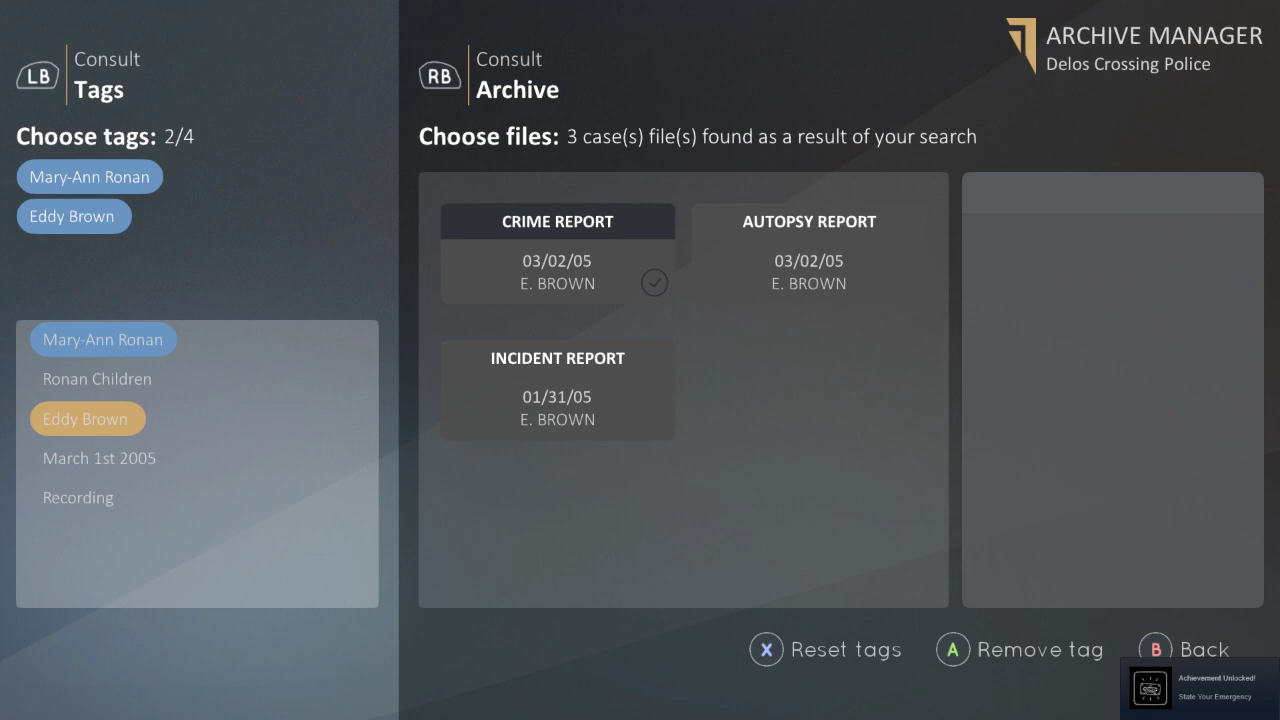 LB
Consult
Tags
RB
Consult
Archive
ARCHIVE MANAGER
Delos Crossing Police
Choose tags: 2/4
Mary-Ann Ronan
Eddy Brown
Choose files: 3 case(s) file(s) found as a result of your search
CRIME REPORT
03/02/05
E. BROWN
AUTOPSY REPORT
03/02/05
E. BROWN
INCIDENT REPORT
01/31/05
E. BROWN
Mary-Ann Ronan
Ronan Children
Eddy Brown
March 1st 2005
Recording
X Reset tags
A Remove tag
B Back
Achievement Unlocked!
State Your Emergency